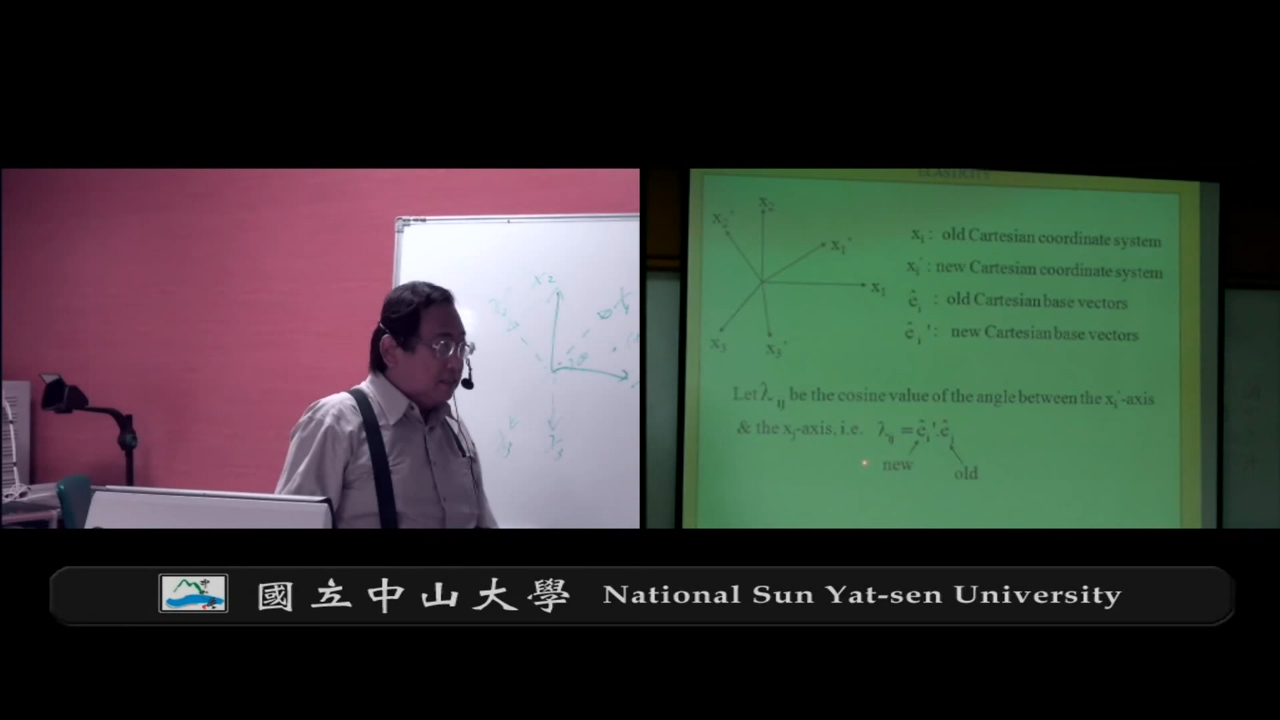 ELASTICITY
x₂' x₂
x₁'
x₁
x₃ x₃'
xᵢ : old Cartesian coordinate system
xᵢ' : new Cartesian coordinate system
êᵢ : old Cartesian base vectors
êᵢ' : new Cartesian base vectors
Let λᵢⱼ be the cosine value of the angle between the xᵢ'-axis
& the xⱼ-axis, i.e. λᵢⱼ = êᵢ'.êⱼ
new
old
x₂
國立中山大學 National Sun Yat-sen University